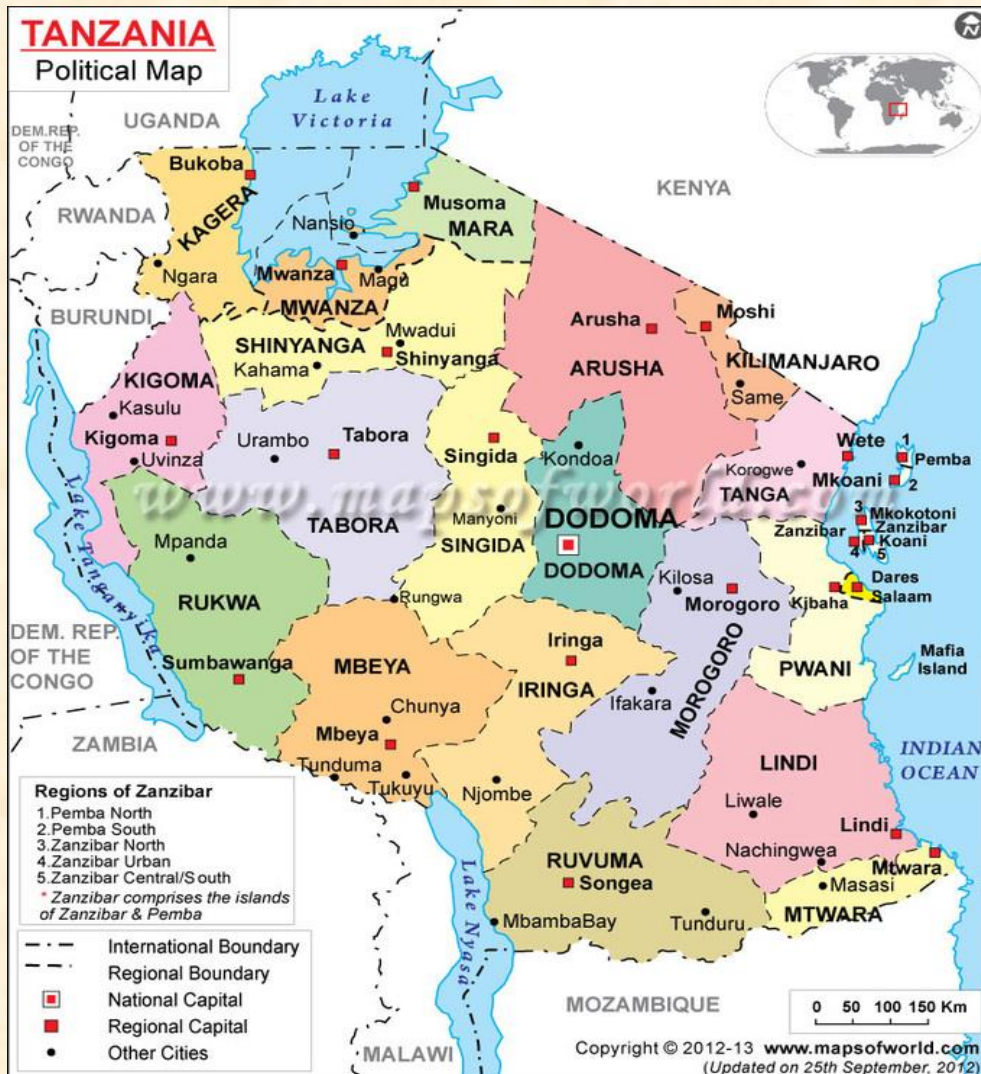 TANZANIA
Political Map
N
Lake
Victoria
UGANDA
DEM.REP.
OF THE
CONGO
RWANDA
BURUNDI
KENYA
Bukoba
KAGERA
Ngara
Nansio
Musoma
MARA
Mwanza
Magu
MWANZA
SHINYANGA
Mwadui
Shinyanga
Kahama
Arusha
ARUSHA
Moshi
KILIMANJARO
Same
KIGOMA
Kasulu
Kigoma
Uvinza
Urambo
Tabora
TABORA
Singida
Manyoni
SINGIDA
Rungwa
Kondoa
DODOMA
DODOMA
Korogwe
TANGA
Wete
1
Pemba
Mkoani
2
3
Mkokotoni
Zanzibar
Zanzibar
Koani
4
5
Dares
Salaam
Kibaha
www.mapsofworld.com
Lake Tanganyika
Mpanda
RUKWA
Sumbawanga
DEM. REP.
OF THE
CONGO
ZAMBIA
MBEYA
Chunya
Mbeya
Tunduma
Tukuyu
Iringa
IRINGA
Njombe
Kilosa
Morogoro
MOROGORO
Ifakara
PWANI
Mafia
Island
INDIAN
OCEAN
LINDI
Liwale
Lindi
Nachingwea
Mtwara
Masasi
MTWARA
RUVUMA
Songea
MbambaBay
Tunduru
Lake Nyasa
MOZAMBIQUE
MALAWI
Regions of Zanzibar
1.Pemba North
2.Pemba South
3.Zanzibar North
4.Zanzibar Urban
5.Zanzibar Central/South
* Zanzibar comprises the islands
of Zanzibar & Pemba
International Boundary
Regional Boundary
National Capital
Regional Capital
Other Cities
0 50 100 150 Km
Copyright © 2012-13 www.mapsofworld.com
(Updated on 25th September, 2012)